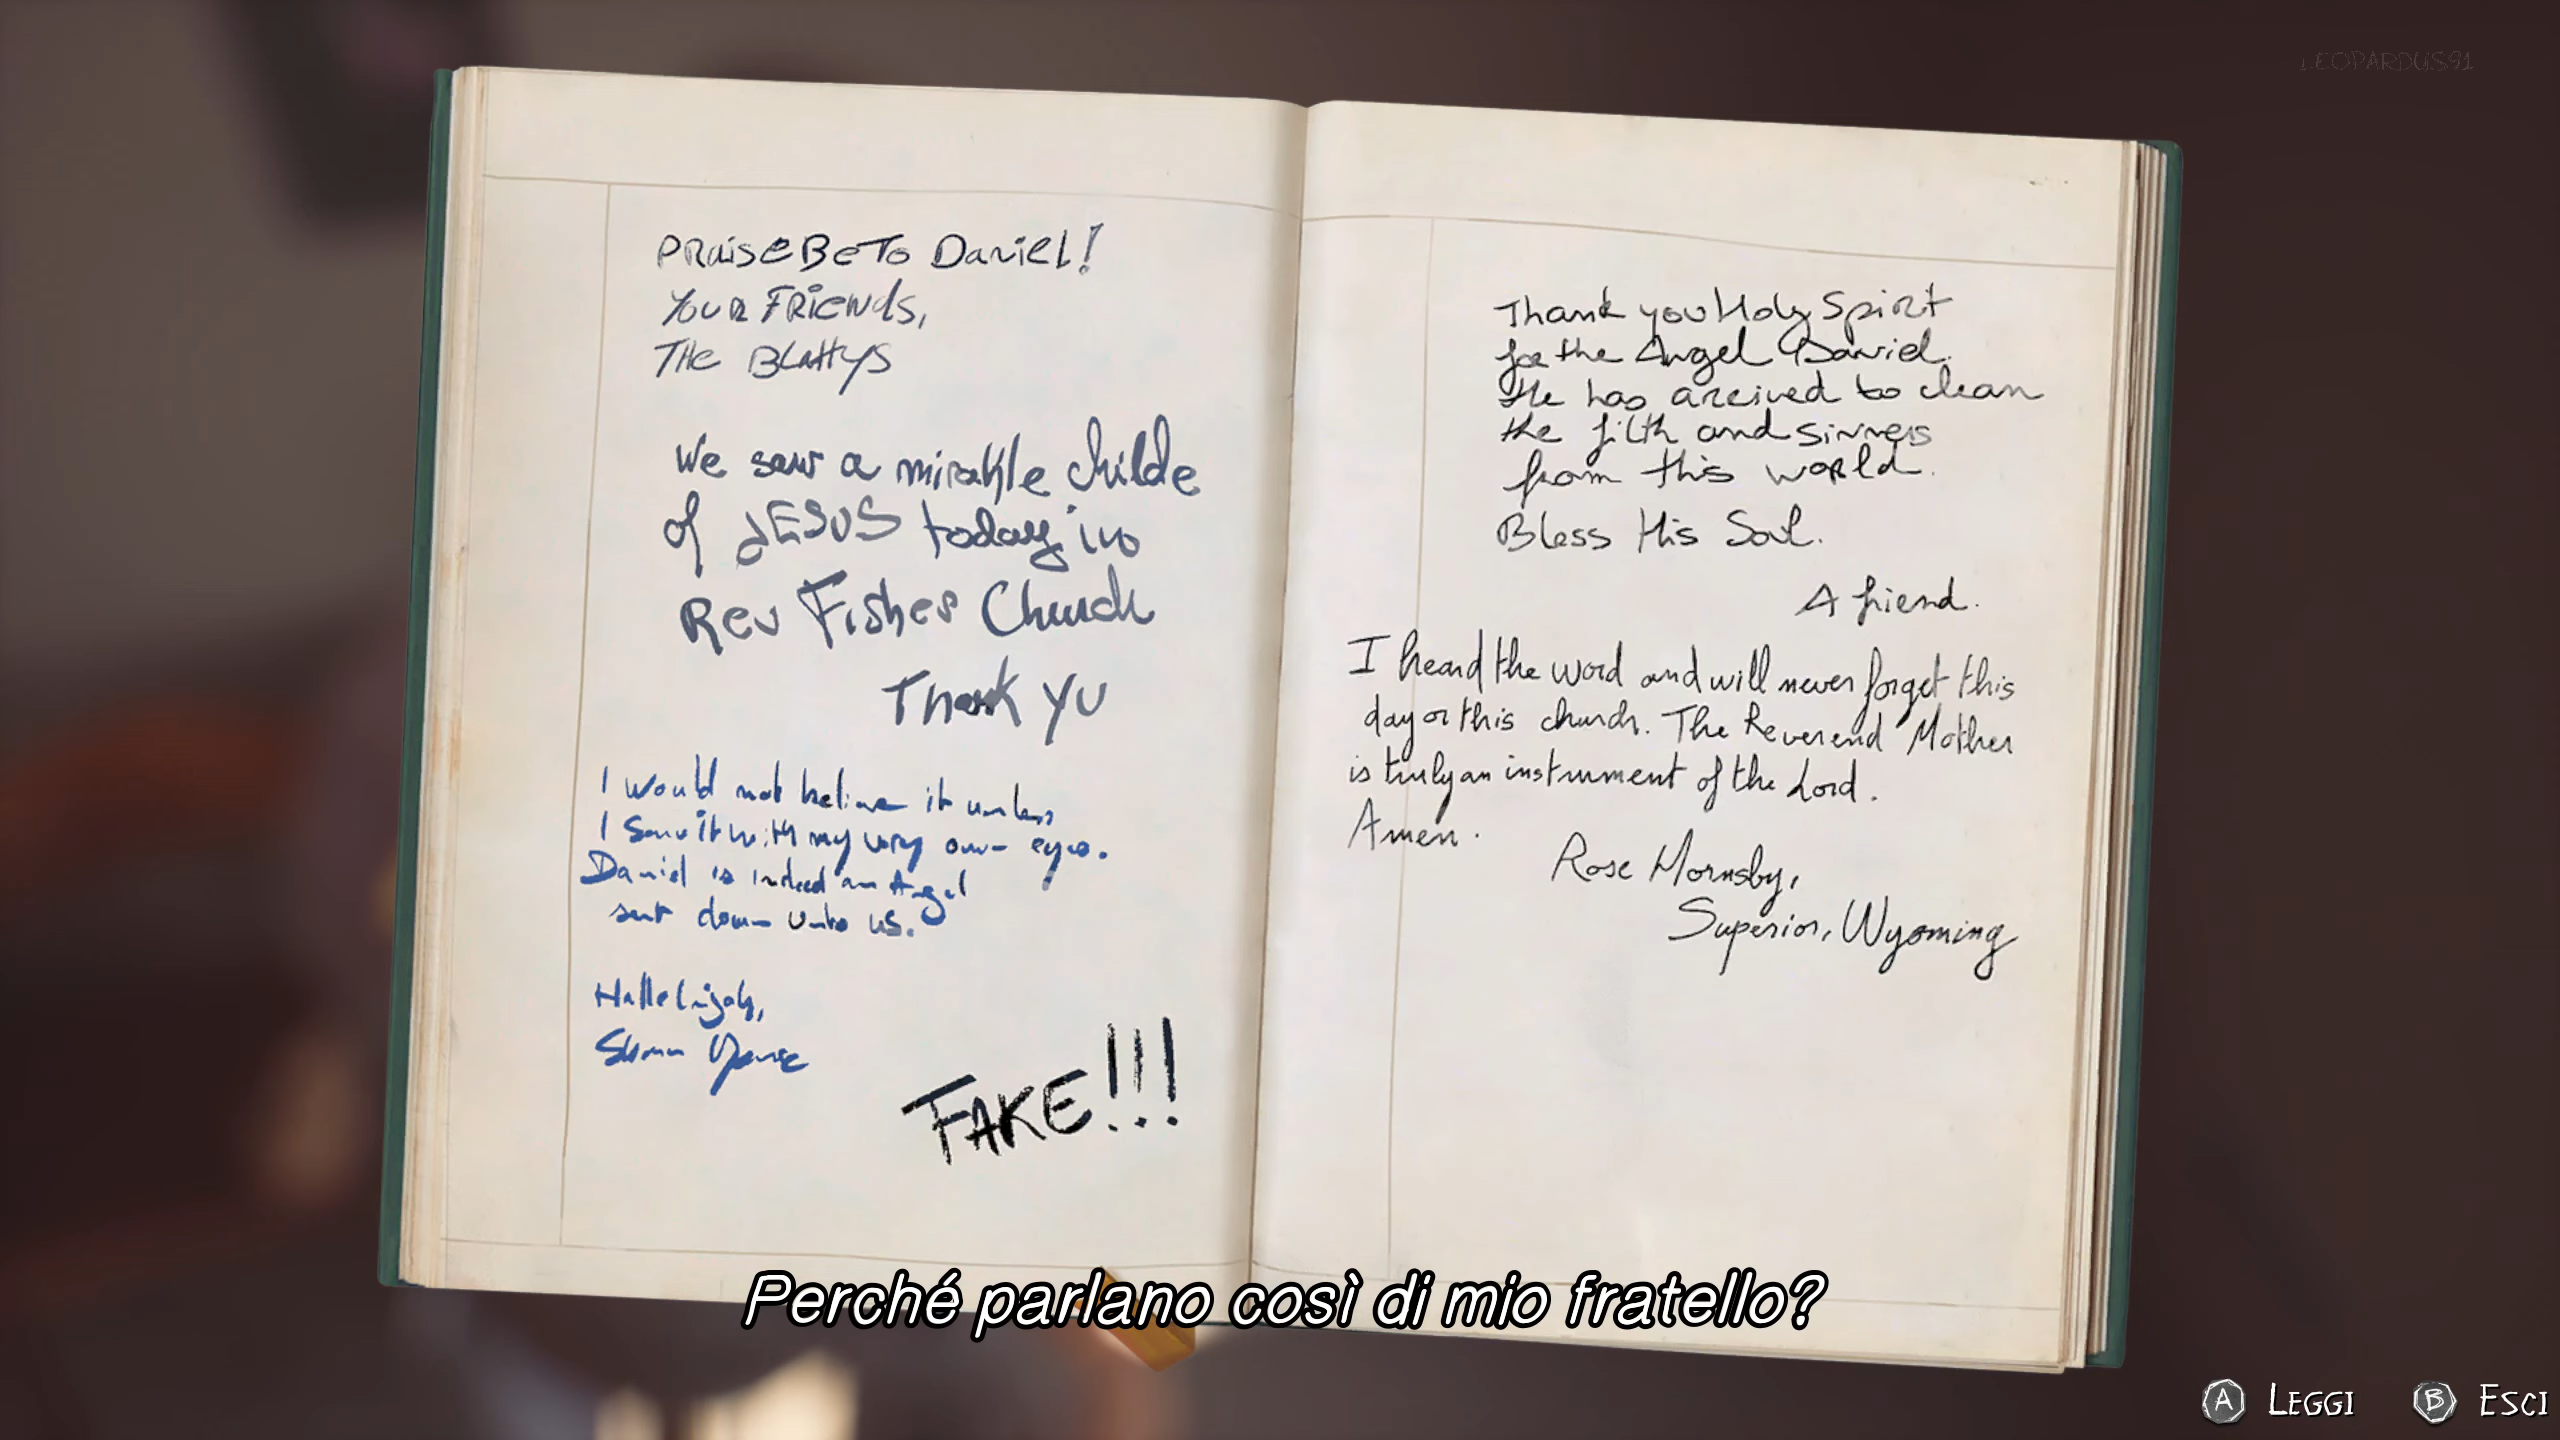 LEOPARDUS91
PRaise Be To Daniel!
Your Friends,
The Blattys
We saw a mirakle childe
of JESUS today in
Rev Fisher Church
Thank yu
I would not believe it unless
I saw it with my very own eyes.
Daniel is indeed an Angel
sent down unto us.
Hallelujah,
FAKE!!!
Thank you Holy Spirit
for the Angel Daniel.
He has arrived to clean
the filth and sinners
from this world.
Bless His Soul.
A friend.
I heard the word and will never forget this
day or this church. The Reverend Mother
is truly an instrument of the Lord.
Amen.
Rose Hornsby,
Superior, Wyoming
Perché parlano così di mio fratello?
A LEGGI B ESCI